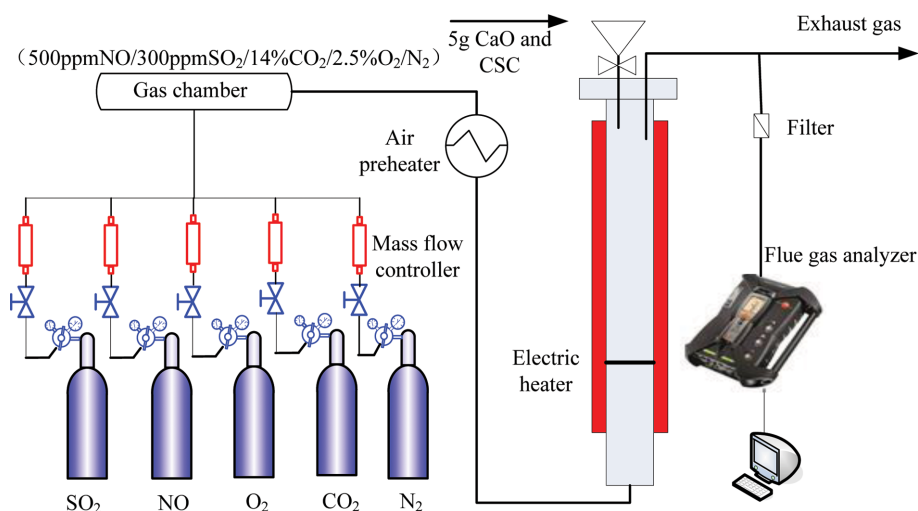 （500ppmNO/300ppmSO₂/14%CO₂/2.5%O₂/N₂）
Gas chamber
5g CaO and
CSC
Exhaust gas
Air
preheater
Filter
Mass flow
controller
Flue gas analyzer
Electric
heater
SO₂
NO
O₂
CO₂
N₂